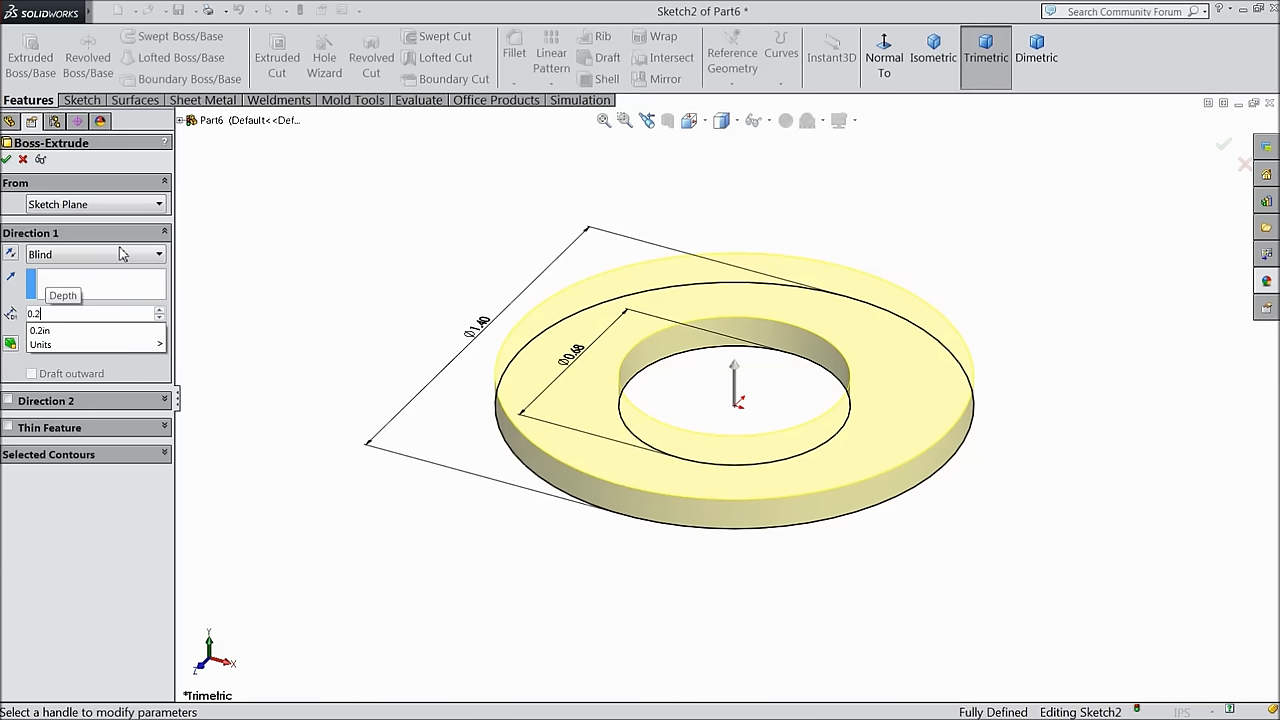 SOLIDWORKS
Sketch2 of Part6 *
Search Community Forum
Extruded Boss/Base
Revolved Boss/Base
Swept Boss/Base
Lofted Boss/Base
Boundary Boss/Base
Extruded Cut
Hole Wizard
Revolved Cut
Swept Cut
Lofted Cut
Boundary Cut
Fillet
Linear Pattern
Rib
Draft
Shell
Wrap
Intersect
Mirror
Reference Geometry
Curves
Instant3D
Normal To
Isometric
Trimetric
Dimetric
Features Sketch Surfaces Sheet Metal Weldments Mold Tools Evaluate Office Products Simulation
Part6 (Default<<Def...
Boss-Extrude
?
From
Sketch Plane
Direction 1
Blind
Depth
0.2
0.2in
Units >
Draft outward
Direction 2
Thin Feature
Selected Contours
Ø1.40
Ø0.68
Y
X
Z
*Trimetric
Select a handle to modify parameters
Fully Defined
Editing Sketch2
IPS